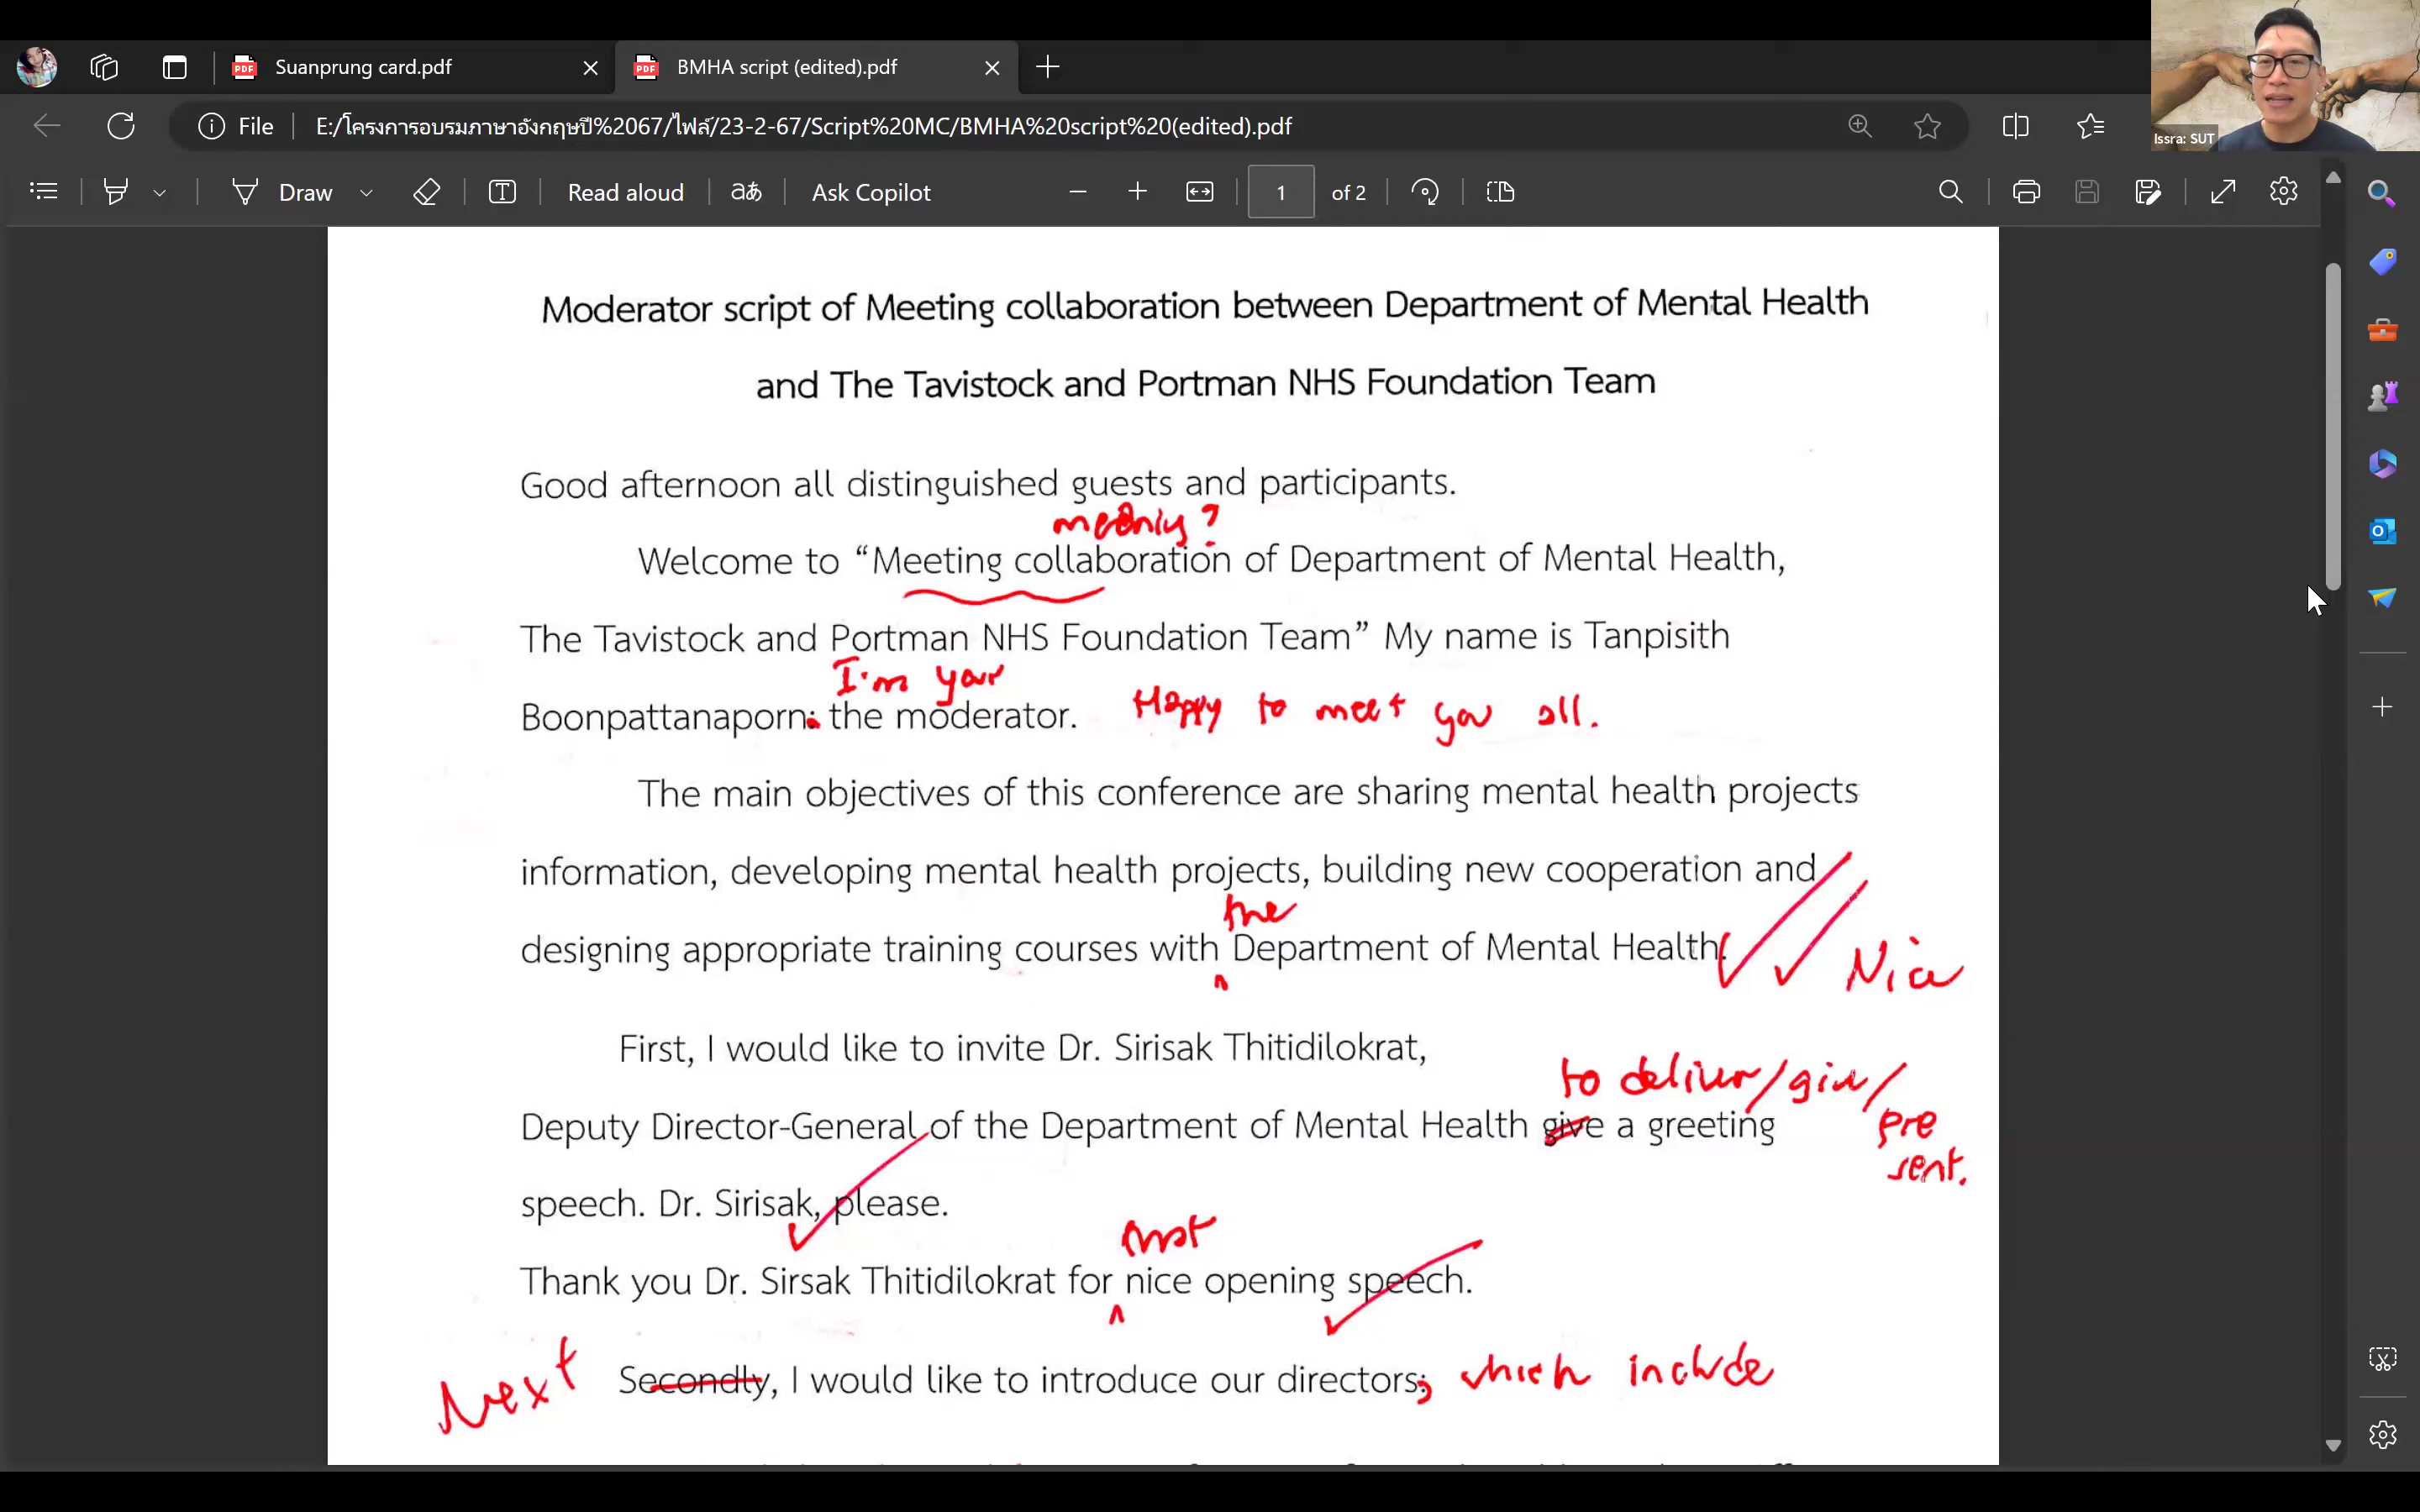 Suanprung card.pdf
BMHA script (edited).pdf
File E:/โครงการอบรมภาษาอังกฤษปี%2067/ไฟล์/23-2-67/Script%20MC/BMHA%20script%20(edited).pdf
Issra: SUT
Draw Read aloud aあ Ask Copilot 1 of 2
Moderator script of Meeting collaboration between Department of Mental Health
and The Tavistock and Portman NHS Foundation Team
Good afternoon all distinguished guests and participants.
meeting?
Welcome to “Meeting collaboration of Department of Mental Health,
The Tavistock and Portman NHS Foundation Team” My name is Tanpisith
I'm your
Boonpattanaporn: the moderator. Happy to meet you all.
The main objectives of this conference are sharing mental health projects
information, developing mental health projects, building new cooperation and
the
designing appropriate training courses with Department of Mental Health. Nice
First, I would like to invite Dr. Sirisak Thitidilokrat,
to deliver/give/
Deputy Director-General of the Department of Mental Health give a greeting pre
sent.
speech. Dr. Sirisak, please.
Thank you Dr. Sirsak Thitidilokrat for nice opening speech.
Next Secondly, I would like to introduce our directors; which include